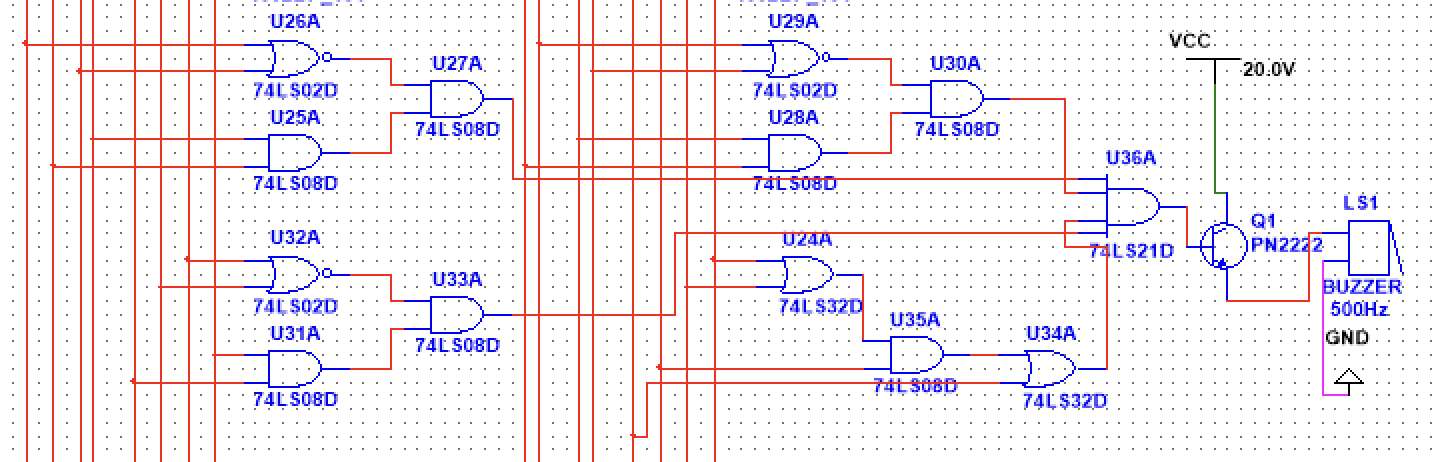 U26A
74LS02D
U27A
74LS08D
U25A
74LS08D
U29A
74LS02D
U30A
74LS08D
U28A
74LS08D
VCC
20.0V
U36A
74LS21D
Q1
PN2222
LS1
BUZZER
500Hz
GND
U32A
74LS02D
U33A
74LS08D
U31A
74LS08D
U24A
74LS32D
U35A
74LS08D
U34A
74LS32D